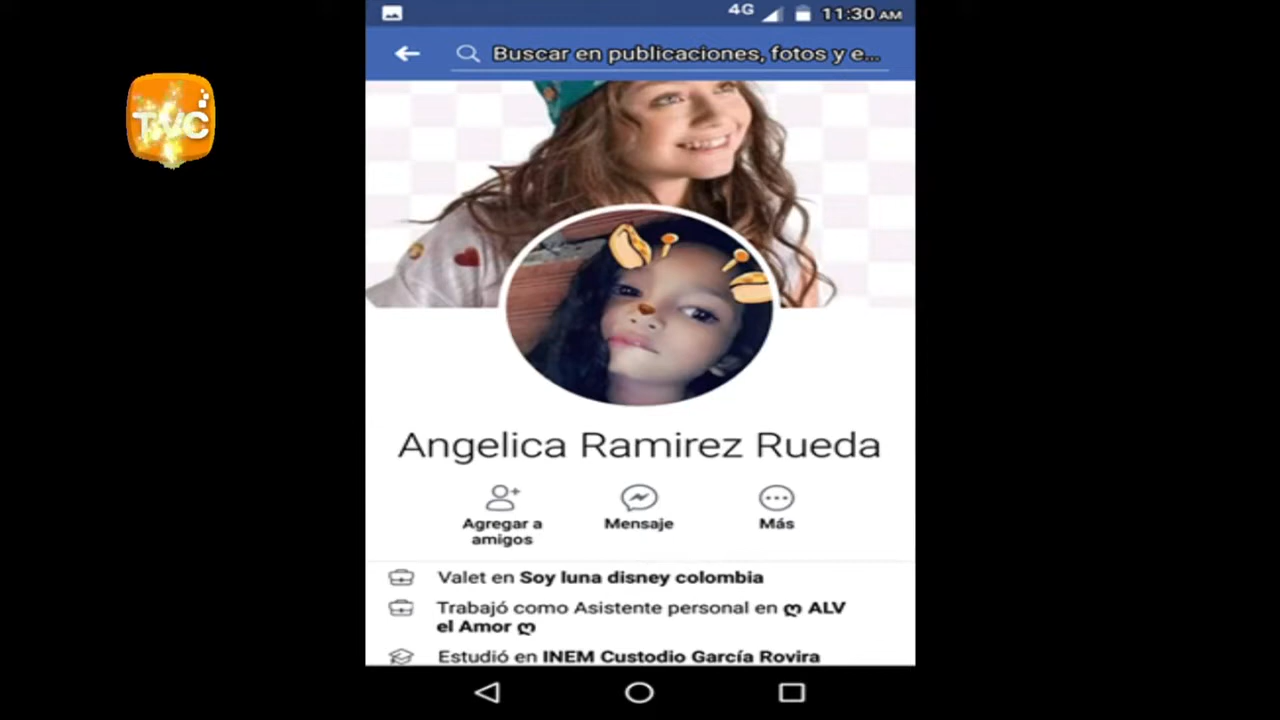 4G 11:30 AM
Buscar en publicaciones, fotos y e...
TVC
Angelica Ramirez Rueda
Agregar a
amigos
Mensaje
Más
Valet en Soy luna disney colombia
Trabajó como Asistente personal en ღ ALV
el Amor ღ
Estudió en INEM Custodio García Rovira